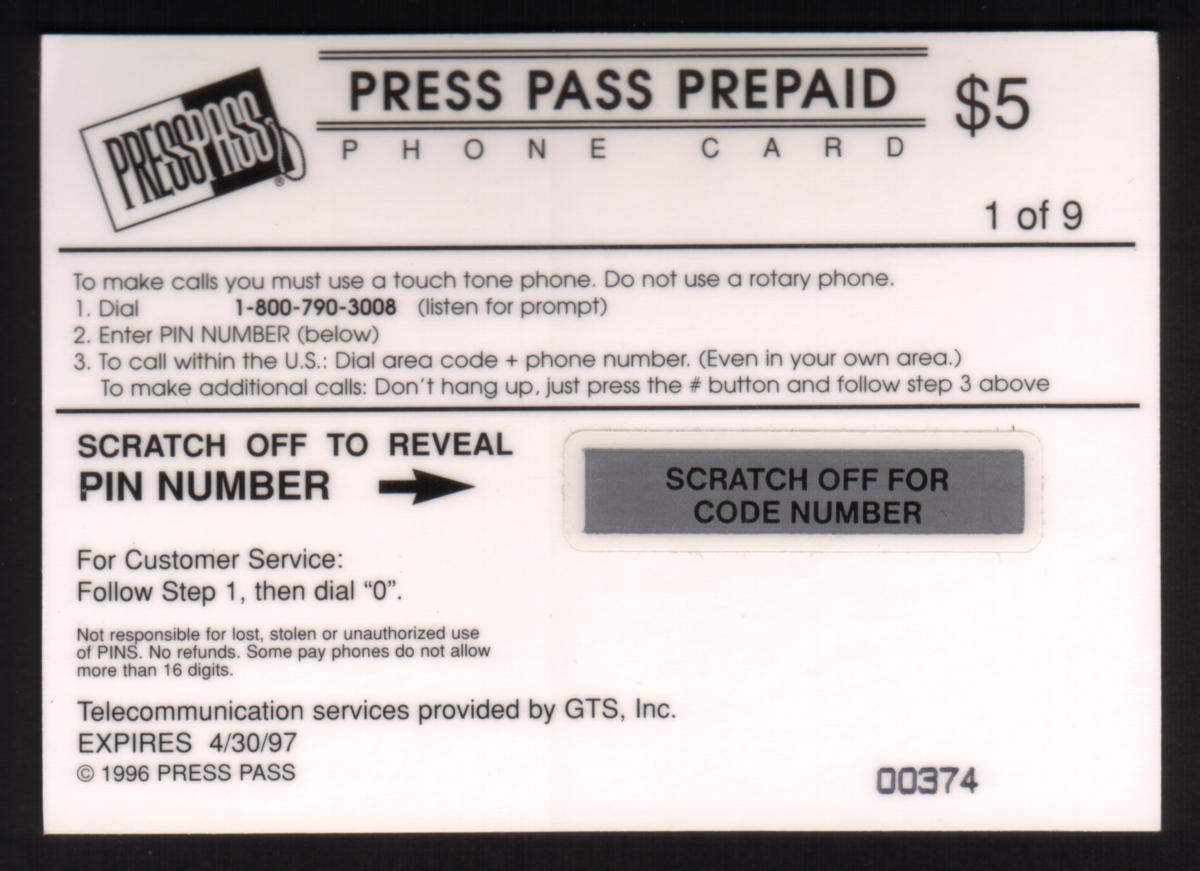 PRESS PASS
®
PRESS PASS PREPAID
PHONE CARD
$5
1 of 9
To make calls you must use a touch tone phone. Do not use a rotary phone.
1. Dial 1-800-790-3008 (listen for prompt)
2. Enter PIN NUMBER (below)
3. To call within the U.S.: Dial area code + phone number. (Even in your own area.)
To make additional calls: Don't hang up, just press the # button and follow step 3 above
SCRATCH OFF TO REVEAL
PIN NUMBER
SCRATCH OFF FOR
CODE NUMBER
For Customer Service:
Follow Step 1, then dial “0”.
Not responsible for lost, stolen or unauthorized use
of PINS. No refunds. Some pay phones do not allow
more than 16 digits.
Telecommunication services provided by GTS, Inc.
EXPIRES 4/30/97
© 1996 PRESS PASS
00374